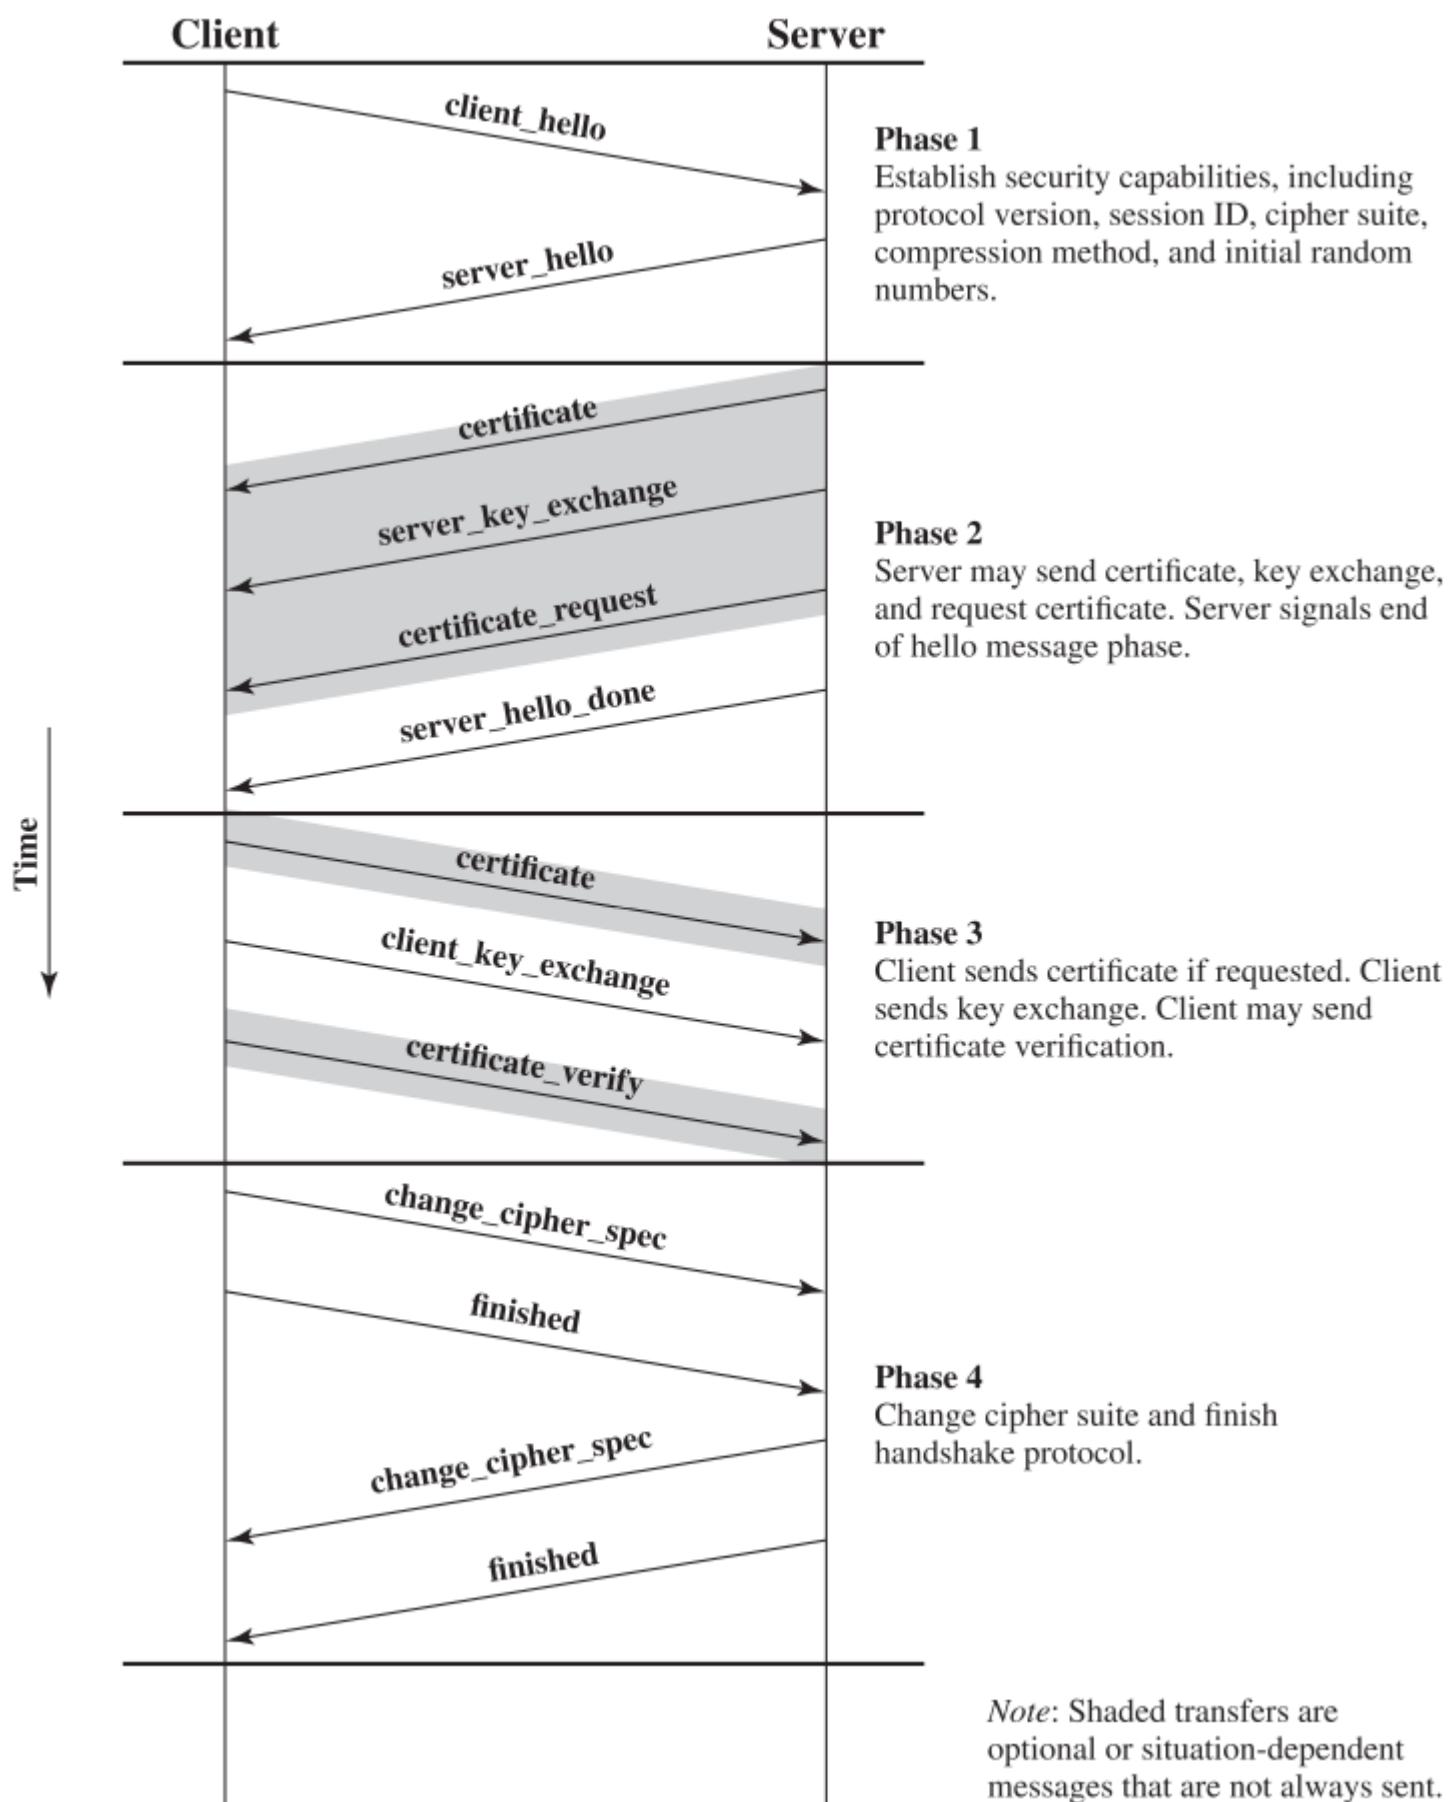 Client
Server
client_hello
Phase 1
Establish security capabilities, including
protocol version, session ID, cipher suite,
compression method, and initial random
numbers.
server_hello
certificate
server_key_exchange
certificate_request
server_hello_done
Phase 2
Server may send certificate, key exchange,
and request certificate. Server signals end
of hello message phase.
Time
certificate
client_key_exchange
certificate_verify
Phase 3
Client sends certificate if requested. Client
sends key exchange. Client may send
certificate verification.
change_cipher_spec
finished
change_cipher_spec
finished
Phase 4
Change cipher suite and finish
handshake protocol.
Note: Shaded transfers are
optional or situation-dependent
messages that are not always sent.